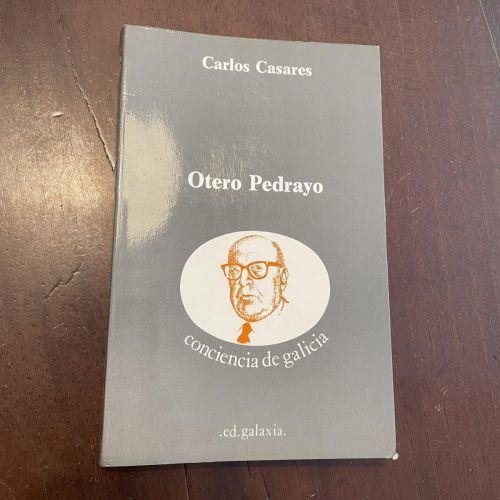 Carlos Casares
Otero Pedrayo
conciencia de galicia
.ed.galaxia.